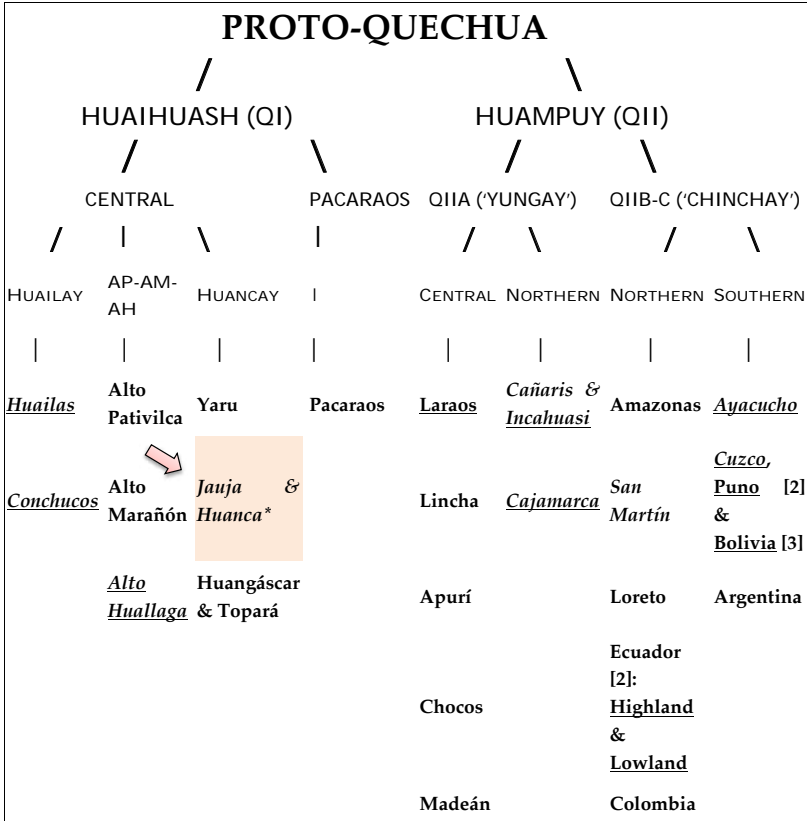 PROTO-QUECHUA
/ \
HUAIHUASH (QI) HUAMPUY (QII)
/ \ / \
CENTRAL PACARAOS QIIA ('YUNGAY') QIIB-C ('CHINCHAY')
/ | \ | / \ / \
HUAILAY AP-AM-AH HUANCAY | CENTRAL NORTHERN NORTHERN SOUTHERN
| | | | | | | |
Huailas Alto Pativilca Yaru Pacaraos Laraos Cañaris & Incahuasi Amazonas Ayacucho
Conchucos Alto Marañón Jauja & Huanca* Lincha Cajamarca San Martín Cuzco, Puno [2] & Bolivia [3]
Alto Huallaga Huangáscar & Topará Apurí Loreto Argentina
Chocos Ecuador [2]: Highland & Lowland
Madeán Colombia